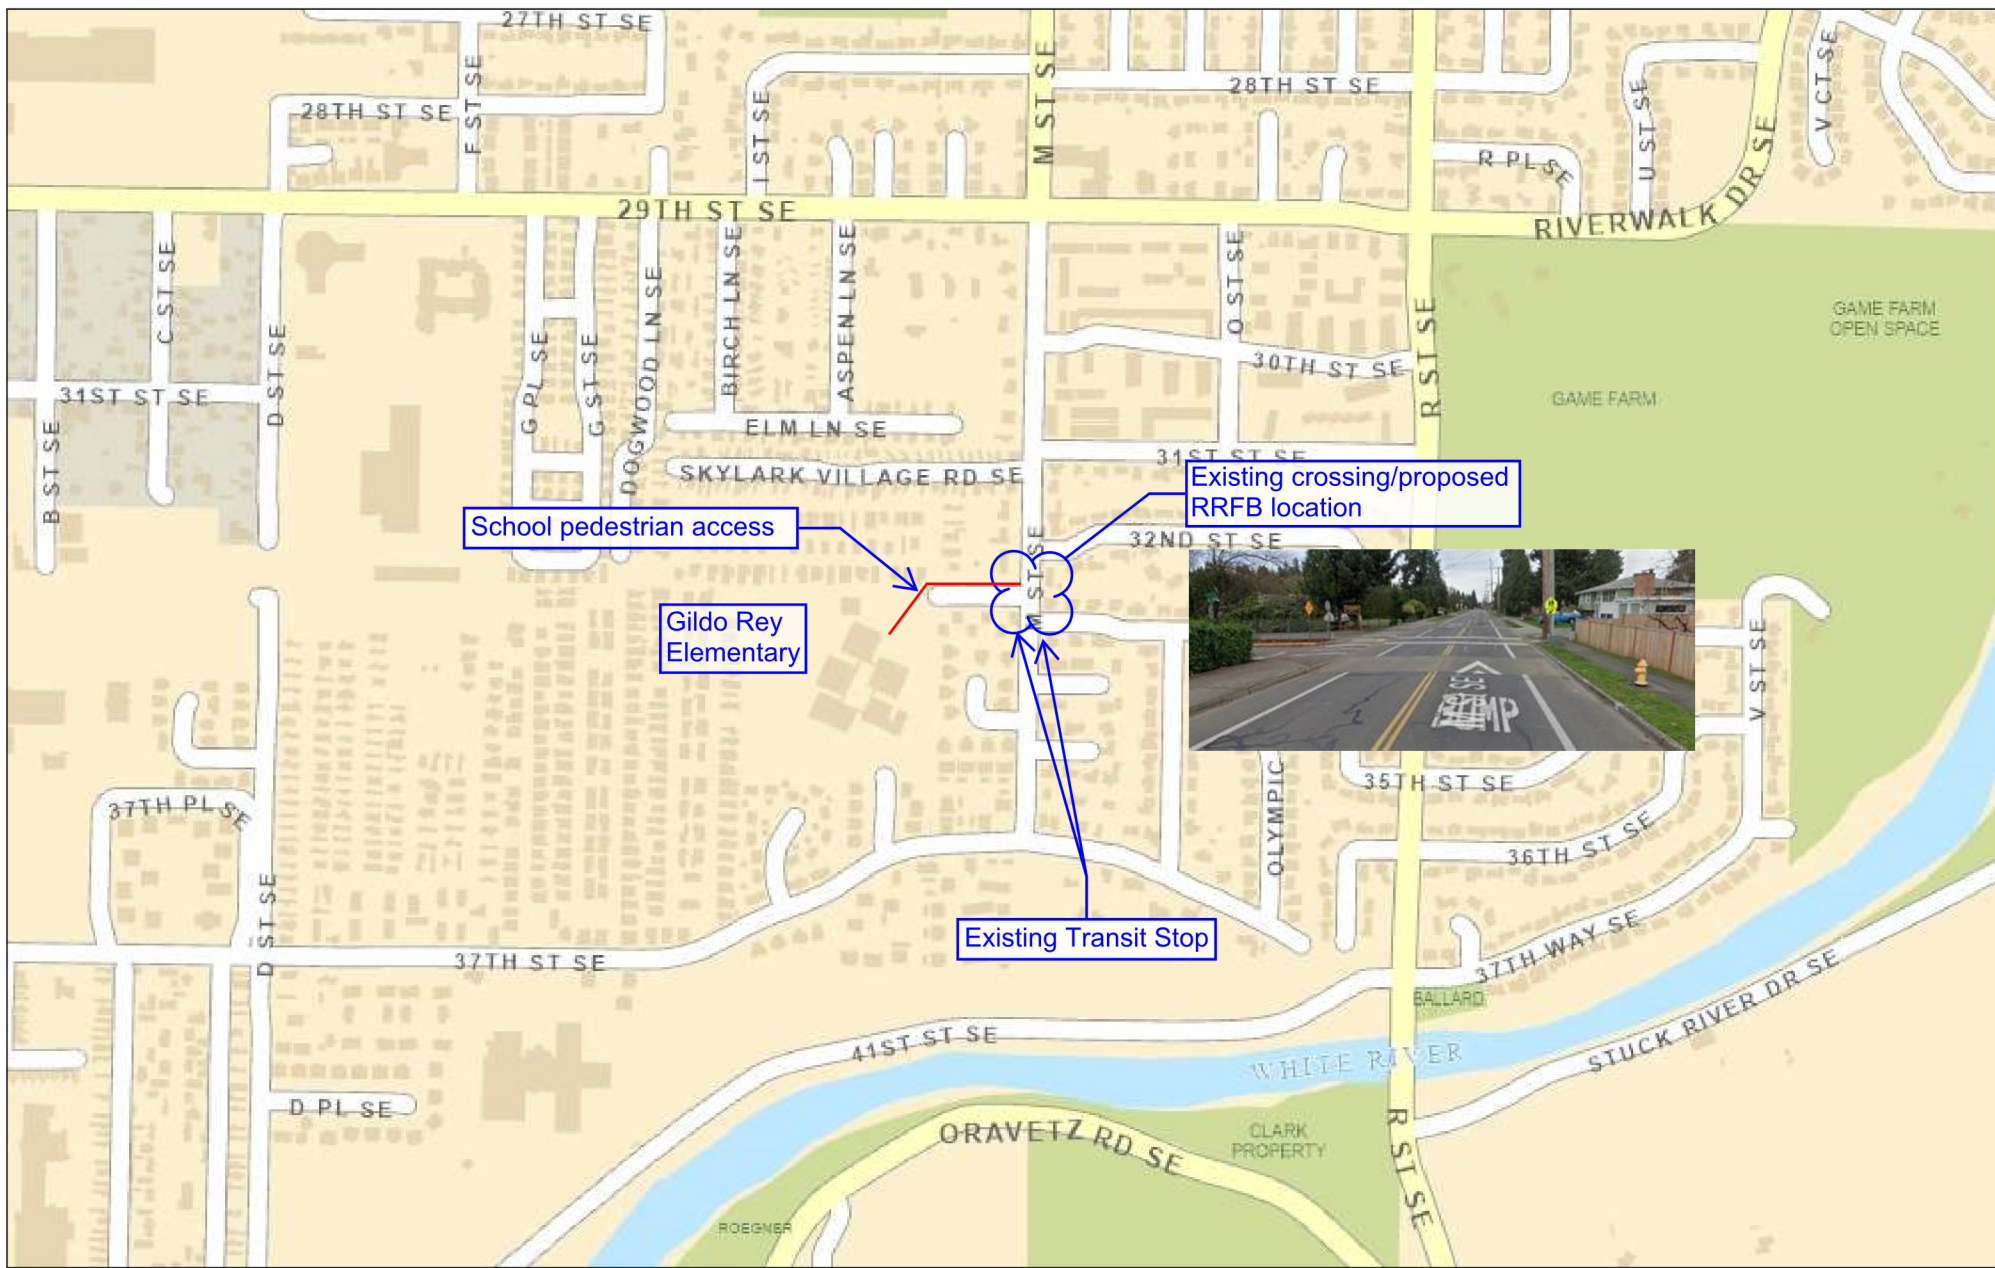 27TH ST SE
28TH ST SE
F ST SE
I ST SE
M ST SE
28TH ST SE
U ST SE
V CT SE
R PL SE
RIVERWALK DR SE
29TH ST SE
C ST SE
D ST SE
31ST ST SE
B ST SE
G PL SE
G ST SE
DOGWOOD LN SE
BIRCH LN SE
ASPEN LN SE
ELM LN SE
SKYLARK VILLAGE RD SE
O ST SE
30TH ST SE
R ST SE
31ST ST SE
GAME FARM
OPEN SPACE
GAME FARM
Existing crossing/proposed
RRFB location
School pedestrian access
32ND ST SE
M ST SE
M ST SE
Gildo Rey
Elementary
M ST SE
V ST SE
OLYMPIC
35TH ST SE
36TH ST SE
37TH PL SE
D ST SE
37TH ST SE
Existing Transit Stop
37TH WAY SE
BALLARD
STUCK RIVER DR SE
41ST ST SE
WHITE RIVER
D PL SE
ORAVETZ RD SE
CLARK
PROPERTY
R ST SE
ROEGNER